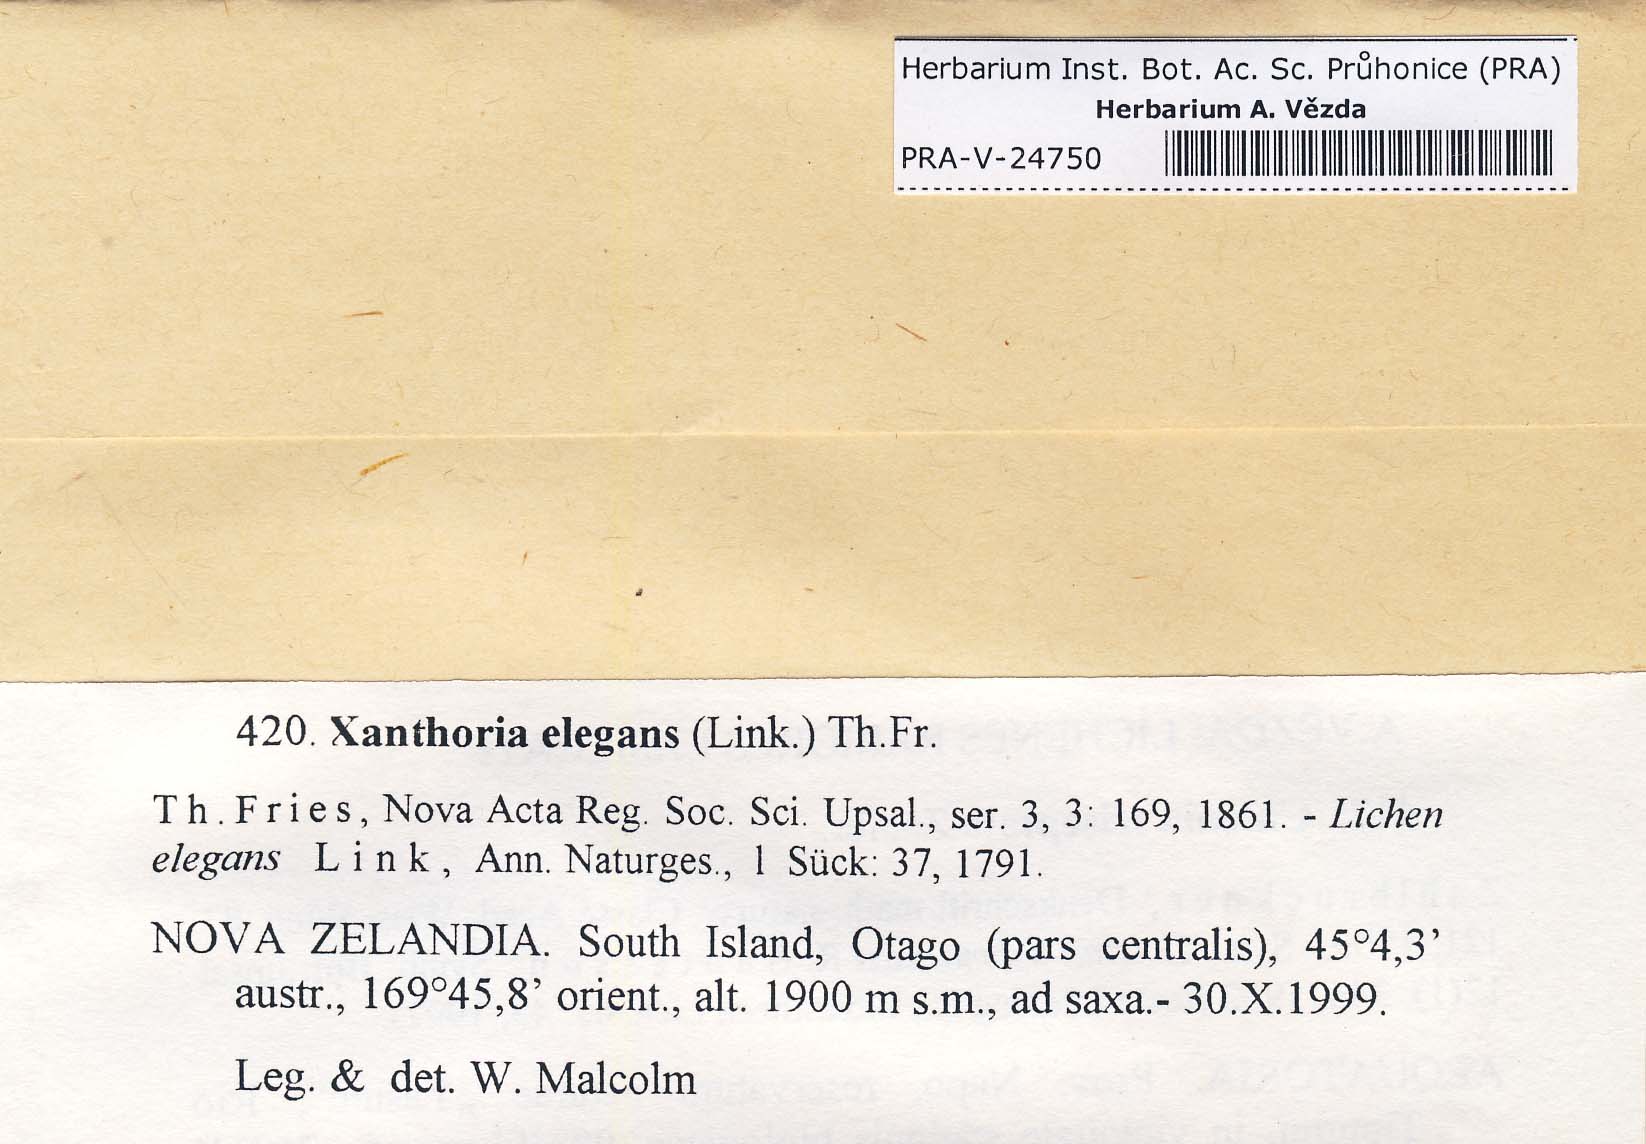 Herbarium Inst. Bot. Ac. Sc. Průhonice (PRA)
Herbarium A. Vězda
PRA-V-24750
420. Xanthoria elegans (Link.) Th.Fr.
Th.Fries, Nova Acta Reg. Soc. Sci. Upsal., ser. 3, 3: 169, 1861. - Lichen
elegans Link, Ann. Naturges., 1 Sück: 37, 1791.
NOVA ZELANDIA. South Island, Otago (pars centralis), 45°4,3’
austr., 169°45,8’ orient., alt. 1900 m s.m., ad saxa.- 30.X.1999.
Leg. & det. W. Malcolm